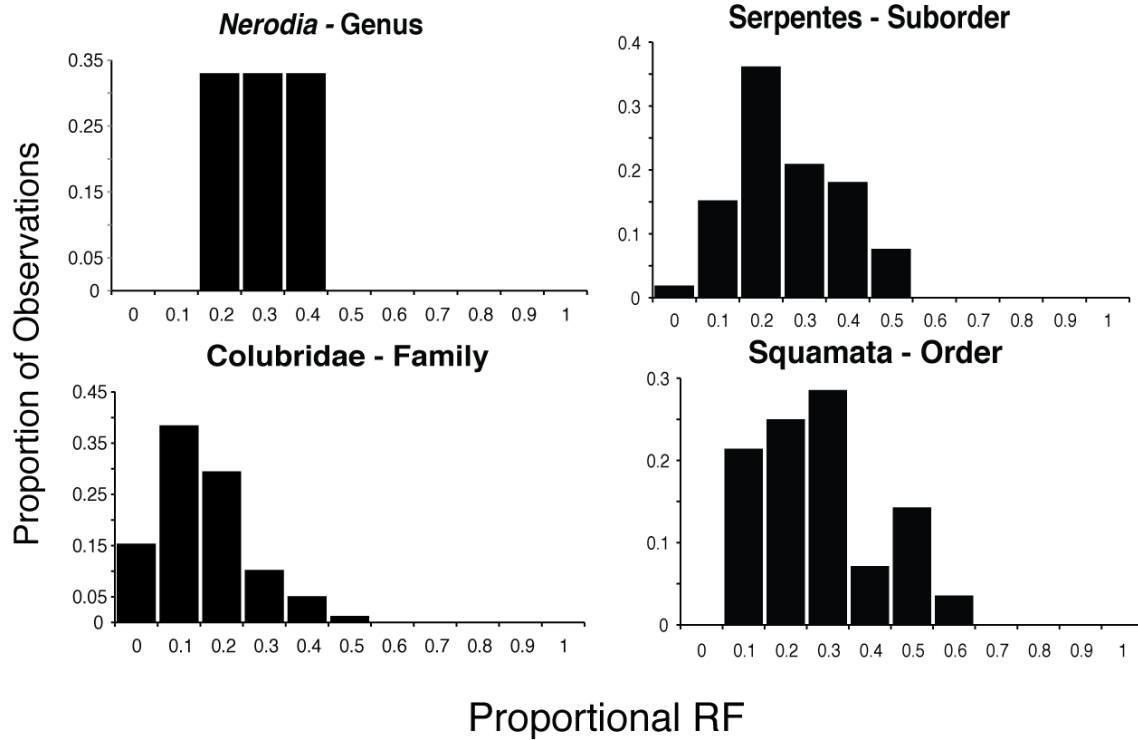 Nerodia - Genus
0.35
0.25
0.15
0.05
0
0 0.1 0.2 0.3 0.4 0.5 0.6 0.7 0.8 0.9 1
Serpentes - Suborder
0.4
0.3
0.2
0.1
0
0 0.1 0.2 0.3 0.4 0.5 0.6 0.7 0.8 0.9 1
Proportion of Observations
Colubridae - Family
0.45
0.35
0.25
0.15
0.05
0
0 0.1 0.2 0.3 0.4 0.5 0.6 0.7 0.8 0.9 1
Squamata - Order
0.3
0.2
0.1
0
0 0.1 0.2 0.3 0.4 0.5 0.6 0.7 0.8 0.9 1
Proportional RF